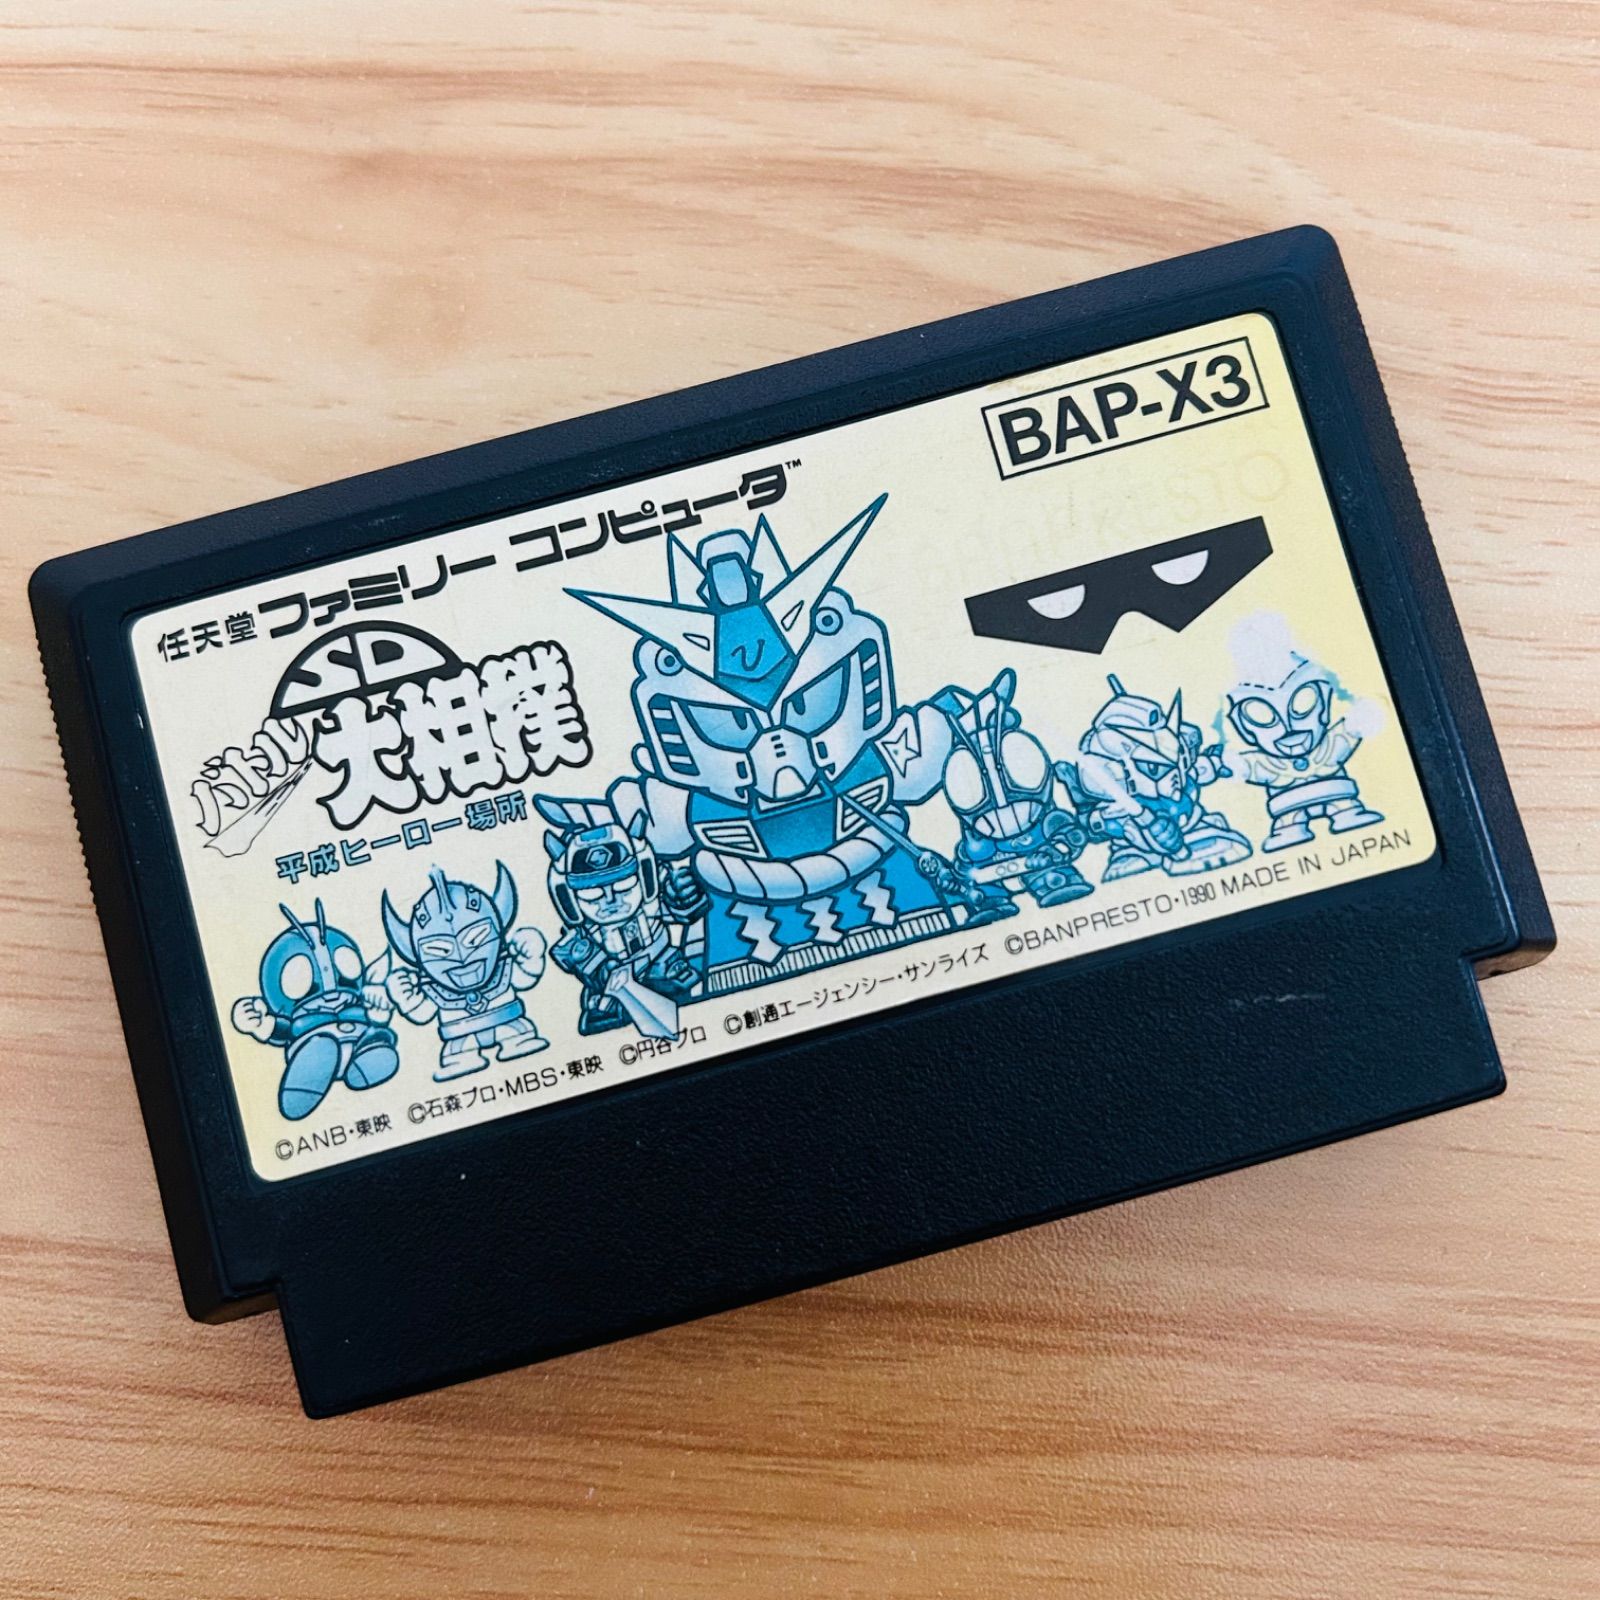 BAP-X3
任天堂 ファミリー コンピュータ™
SD
バトル大相撲
平成ヒーロー場所
©ANB・東映 ©石森プロ・MBS・東映 ©円谷プロ ©創通エージェンシー・サンライズ ©BANPRESTO・1990 MADE IN JAPAN